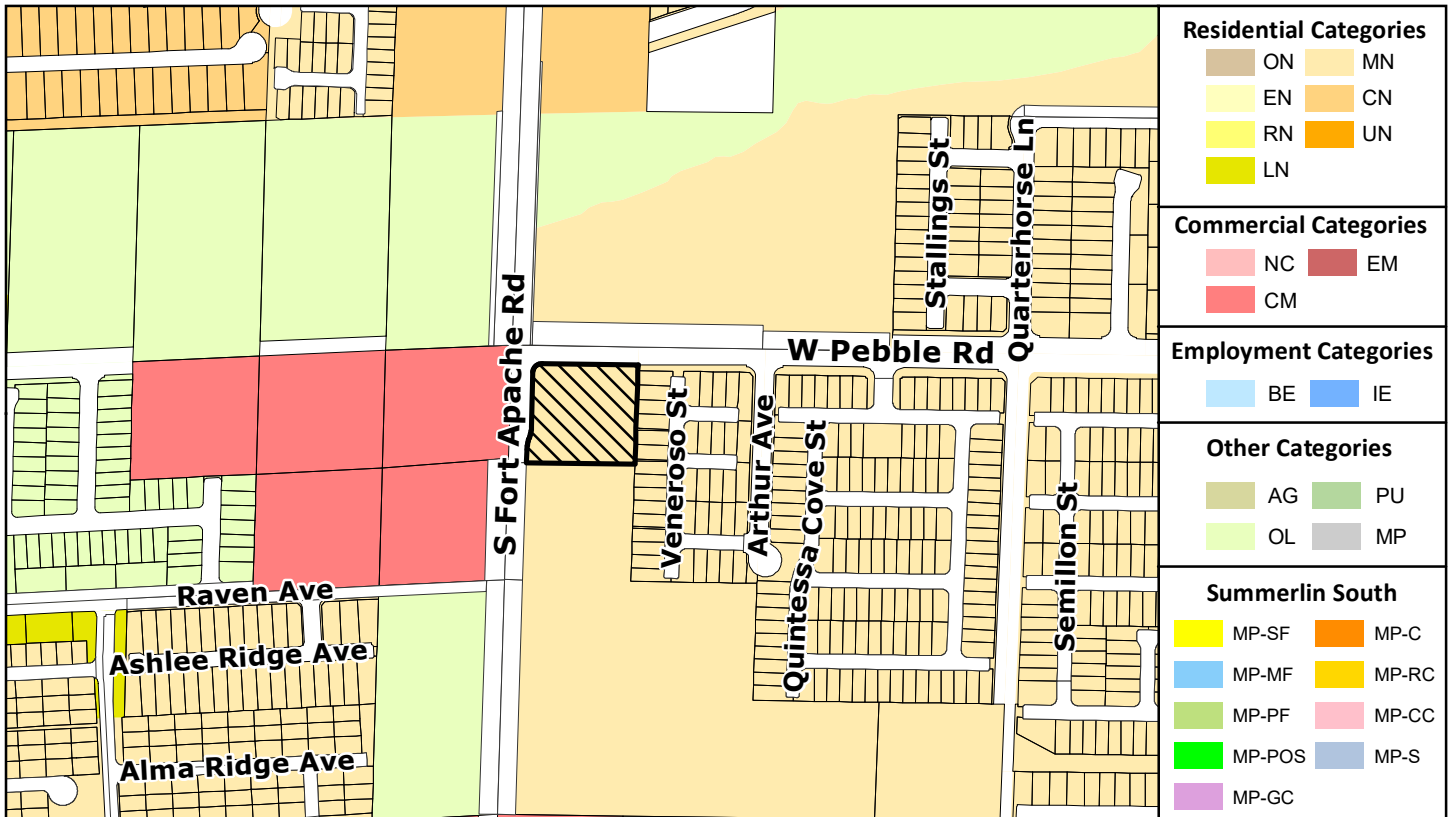 Stallings St
Quarterhorse Ln
S Fort Apache Rd
W Pebble Rd
Veneroso St
Arthur Ave
Quintessa Cove St
Semillon St
Raven Ave
Ashlee Ridge Ave
Alma Ridge Ave
Residential Categories
ON MN
EN CN
RN UN
LN
Commercial Categories
NC EM
CM
Employment Categories
BE IE
Other Categories
AG PU
OL MP
Summerlin South
MP-SF MP-C
MP-MF MP-RC
MP-PF MP-CC
MP-POS MP-S
MP-GC